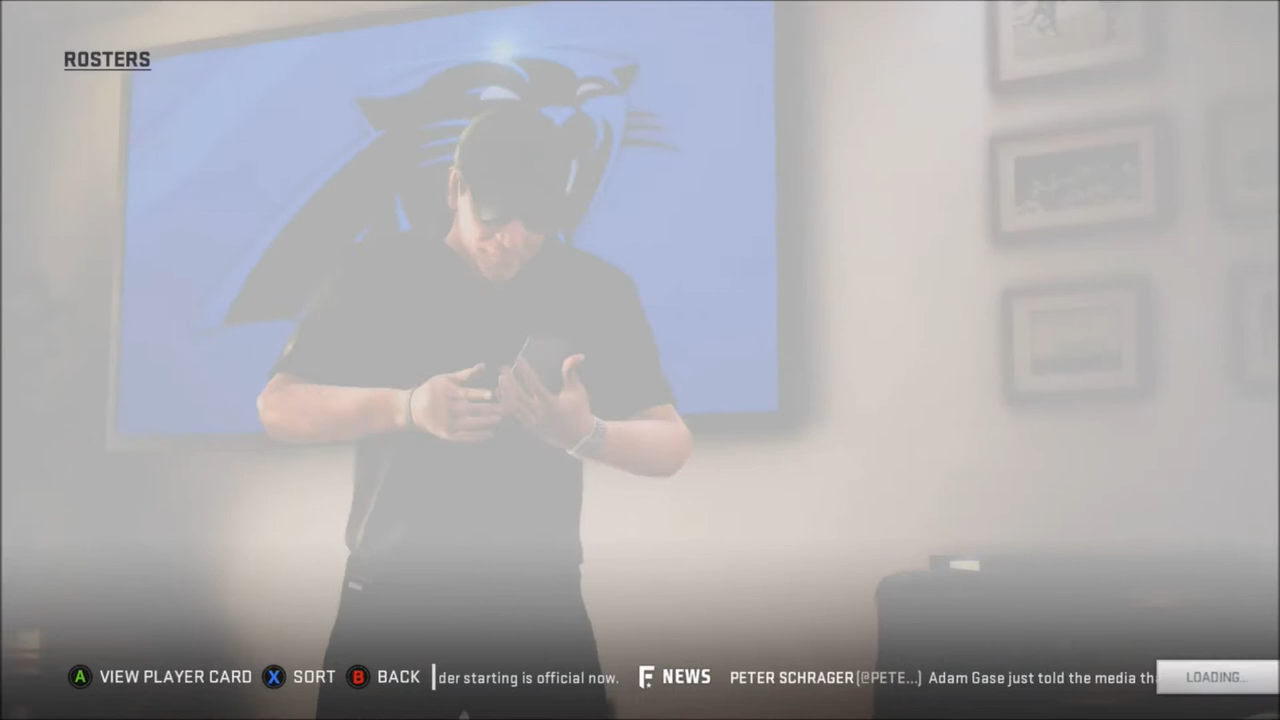 ROSTERS
A VIEW PLAYER CARD X SORT B BACK der starting is official now. F NEWS PETER SCHRAGER (@PETE...) Adam Gase just told the media th LOADING...